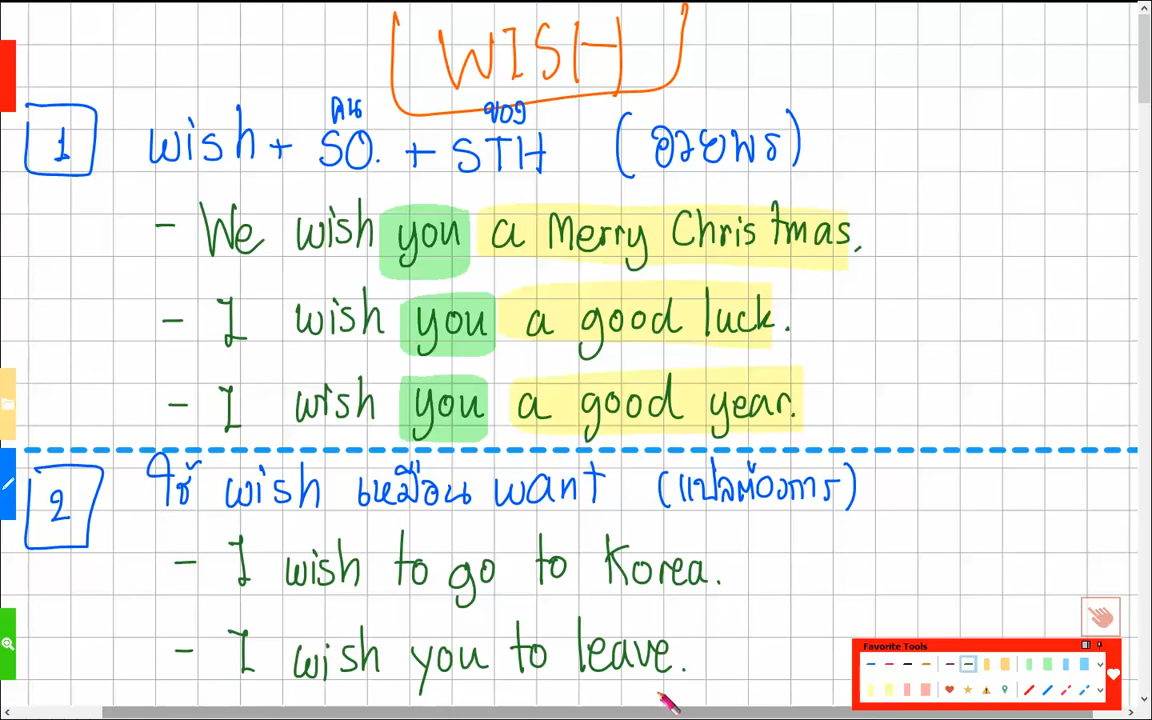 WISH
คน ของ
1 wish + SO. + STH (อวยพร)
- We wish you a Merry Christmas.
- I wish you a good luck.
- I wish you a good year.
2 ใช้ wish เหมือน want (แปลต้องการ)
- I wish to go to Korea.
- I wish you to leave.
Favorite Tools